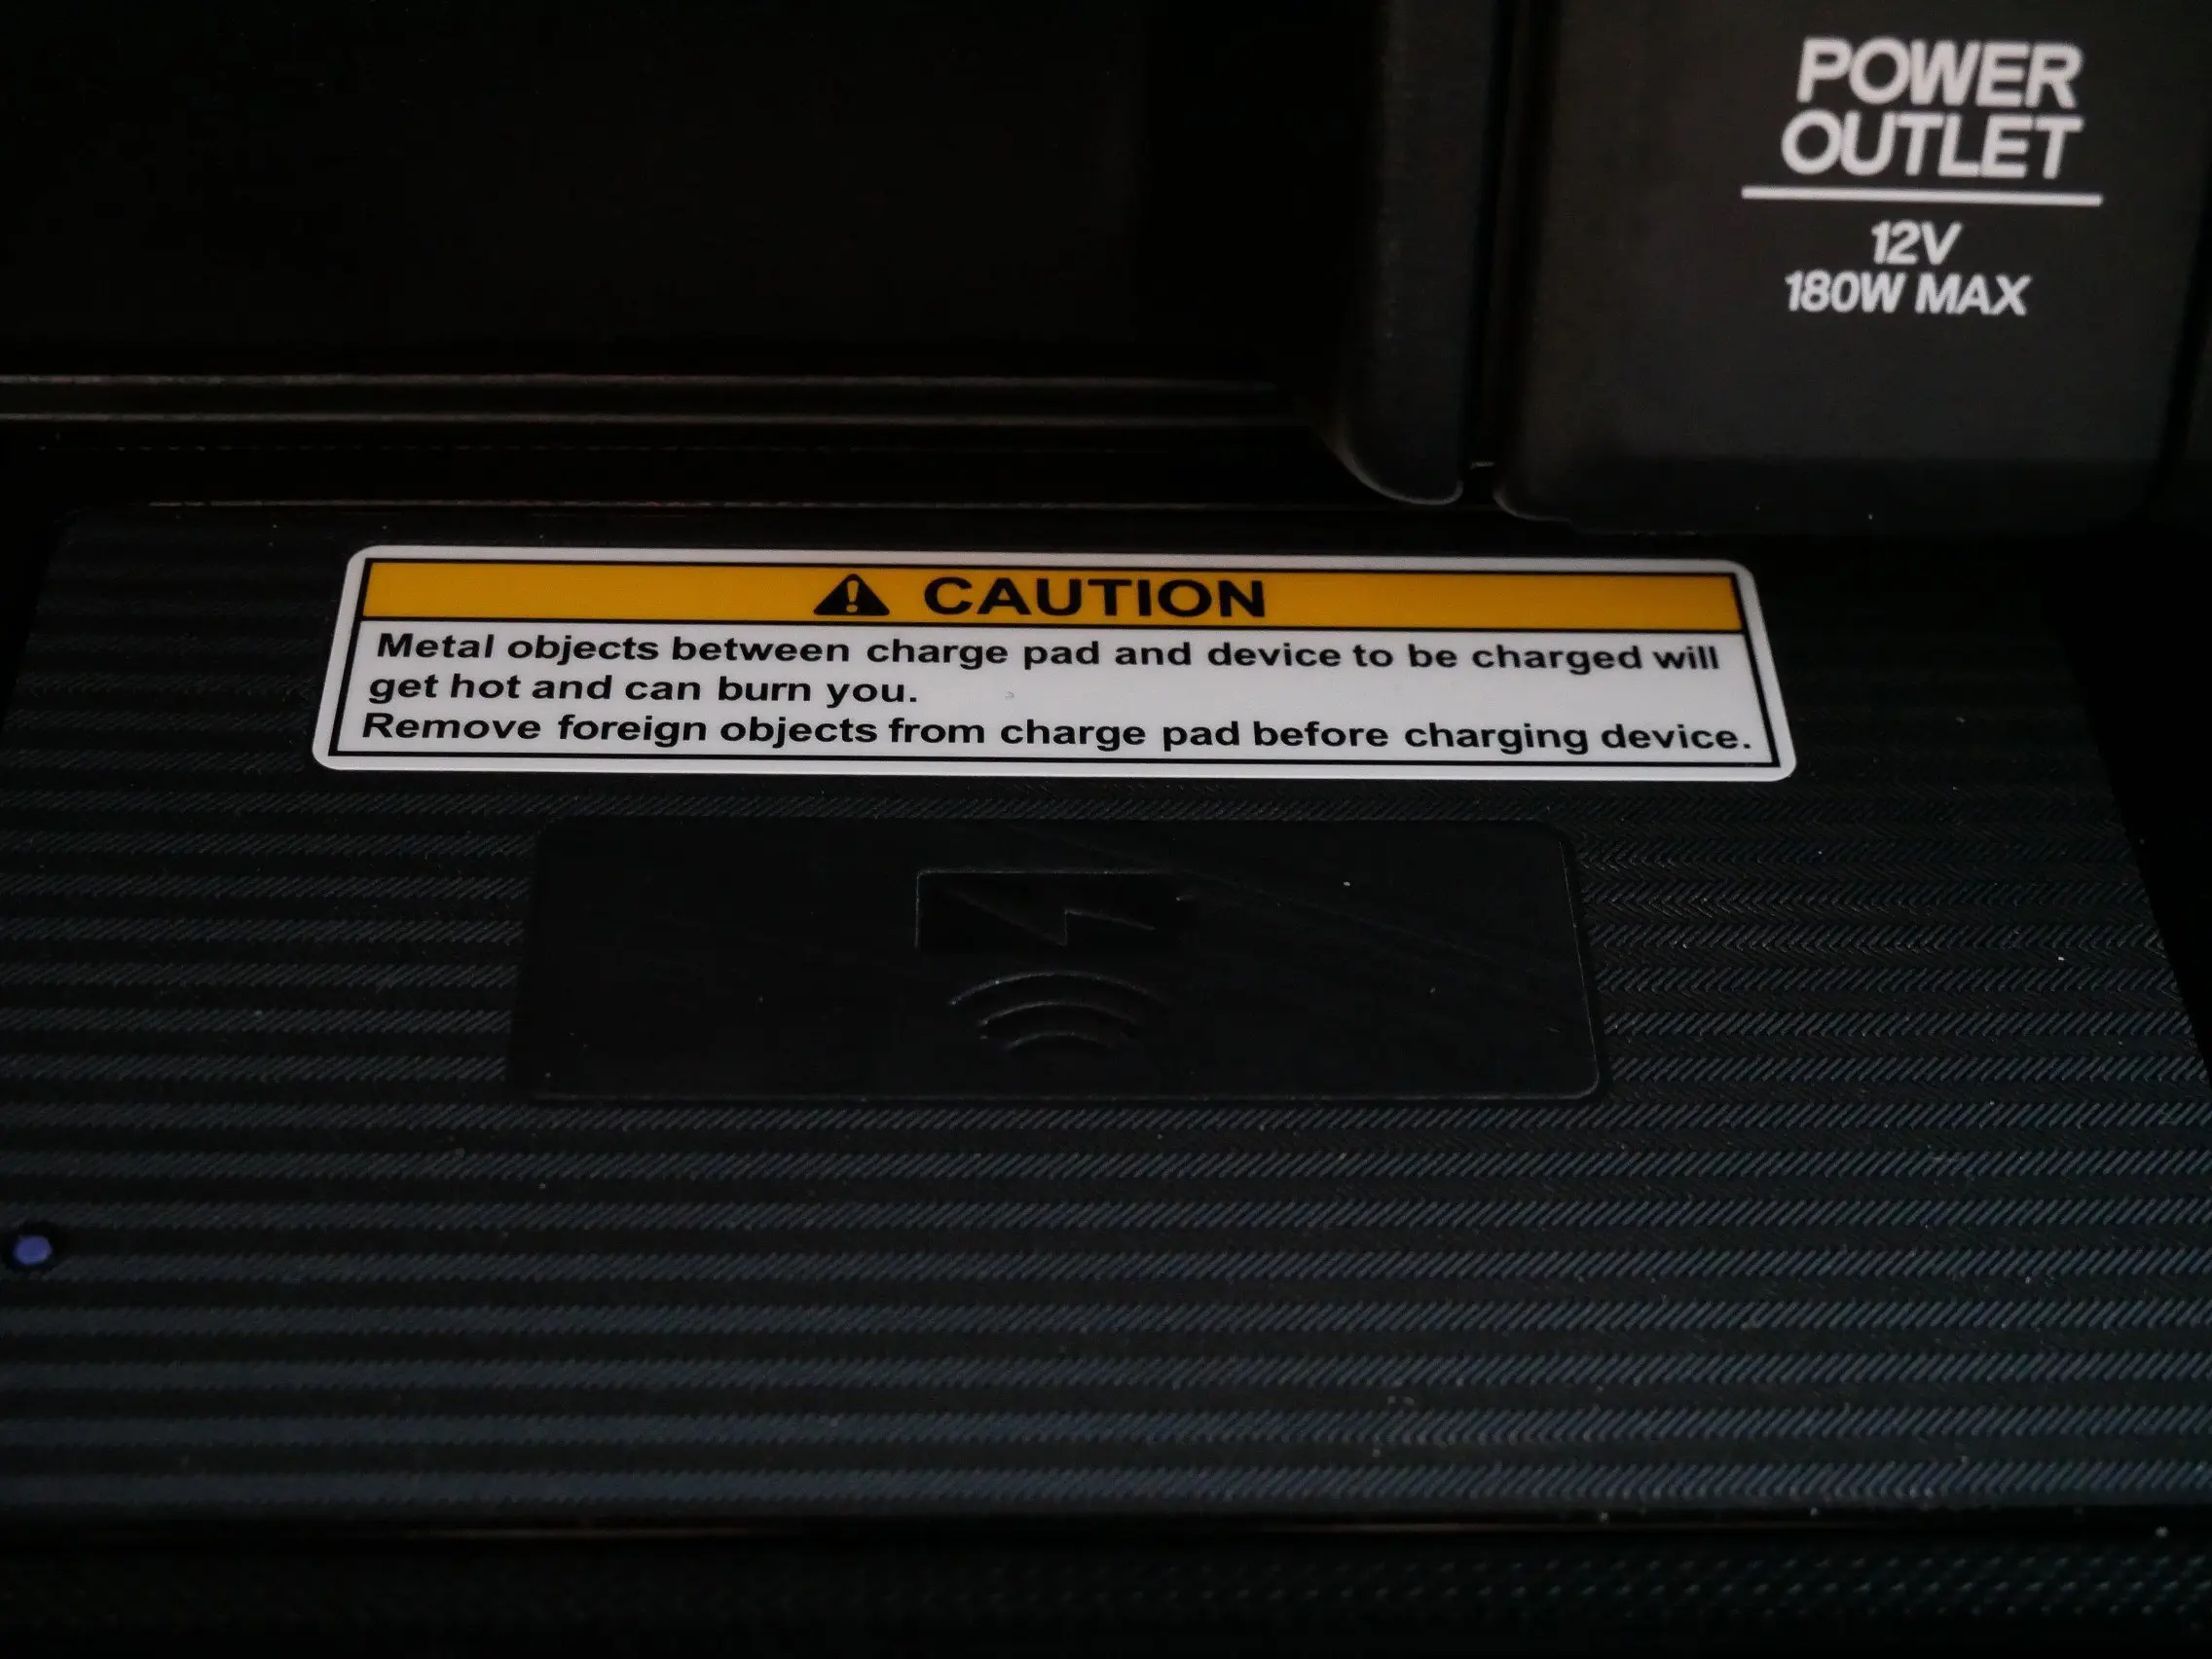 POWER
OUTLET
12V
180W MAX
CAUTION
Metal objects between charge pad and device to be charged will
get hot and can burn you.
Remove foreign objects from charge pad before charging device.